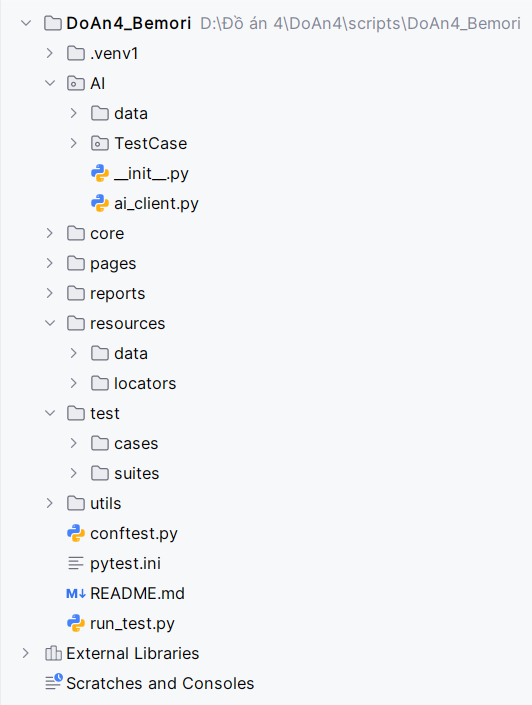 DoAn4_Bemori D:\Đồ án 4\DoAn4\scripts\DoAn4_Bemori
.venv1
AI
data
TestCase
__init__.py
ai_client.py
core
pages
reports
resources
data
locators
test
cases
suites
utils
conftest.py
pytest.ini
M↓ README.md
run_test.py
External Libraries
Scratches and Consoles